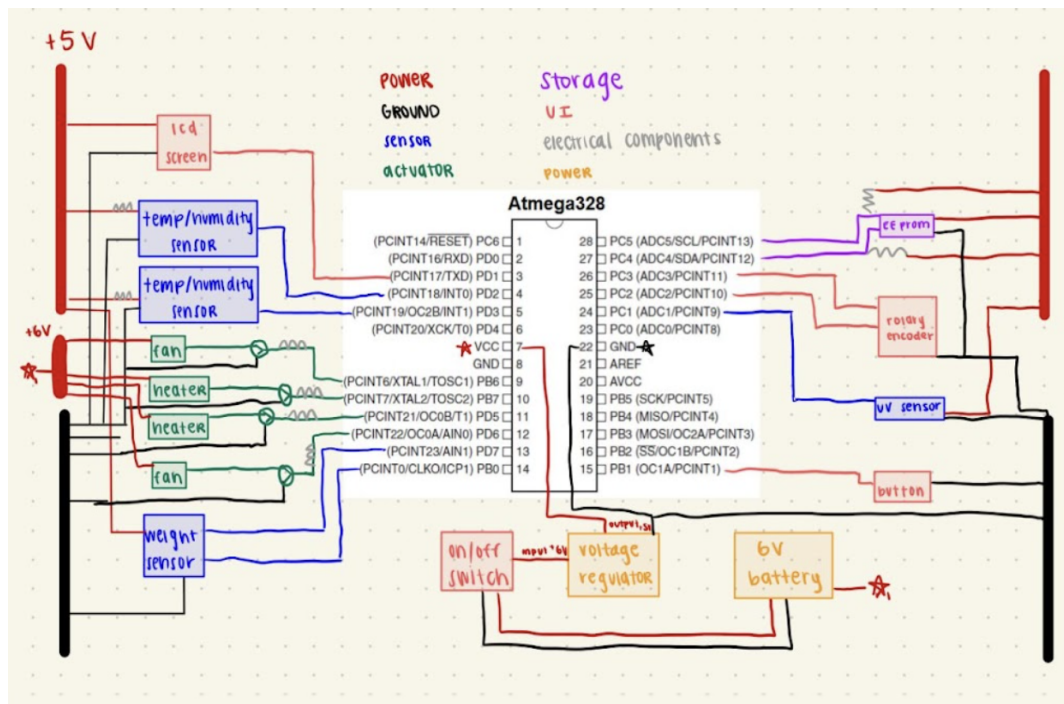 +5 V
POWER
GROUND
sensor
actuator
Storage
UI
electrical components
power
lcd
screen
temp/humidity
sensor
temp/humidity
sensor
+6V
fan
heater
heater
fan
weight
sensor
Atmega328
(PCINT14/RESET) PC6 1
(PCINT16/RXD) PD0 2
(PCINT17/TXD) PD1 3
(PCINT18/INT0) PD2 4
(PCINT19/OC2B/INT1) PD3 5
(PCINT20/XCK/T0) PD4 6
VCC 7
GND 8
(PCINT6/XTAL1/TOSC1) PB6 9
(PCINT7/XTAL2/TOSC2) PB7 10
(PCINT21/OC0B/T1) PD5 11
(PCINT22/OC0A/AIN0) PD6 12
(PCINT23/AIN1) PD7 13
(PCINT0/CLKO/ICP1) PB0 14
28 PC5 (ADC5/SCL/PCINT13)
27 PC4 (ADC4/SDA/PCINT12)
26 PC3 (ADC3/PCINT11)
25 PC2 (ADC2/PCINT10)
24 PC1 (ADC1/PCINT9)
23 PC0 (ADC0/PCINT8)
22 GND
21 AREF
20 AVCC
19 PB5 (SCK/PCINT5)
18 PB4 (MISO/PCINT4)
17 PB3 (MOSI/OC2A/PCINT3)
16 PB2 (SS/OC1B/PCINT2)
15 PB1 (OC1A/PCINT1)
EEprom
rotary
encoder
uv sensor
button
on/off
switch
input +6V
output
voltage
regulator
6V
battery
1